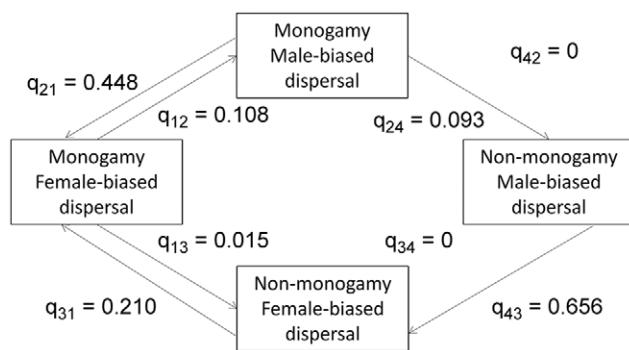 Monogamy
Male-biased
dispersal
q42 = 0
q21 = 0.448
q12 = 0.108
q24 = 0.093
Monogamy
Female-biased
dispersal
Non-monogamy
Male-biased
dispersal
q13 = 0.015
q34 = 0
Non-monogamy
Female-biased
dispersal
q31 = 0.210
q43 = 0.656